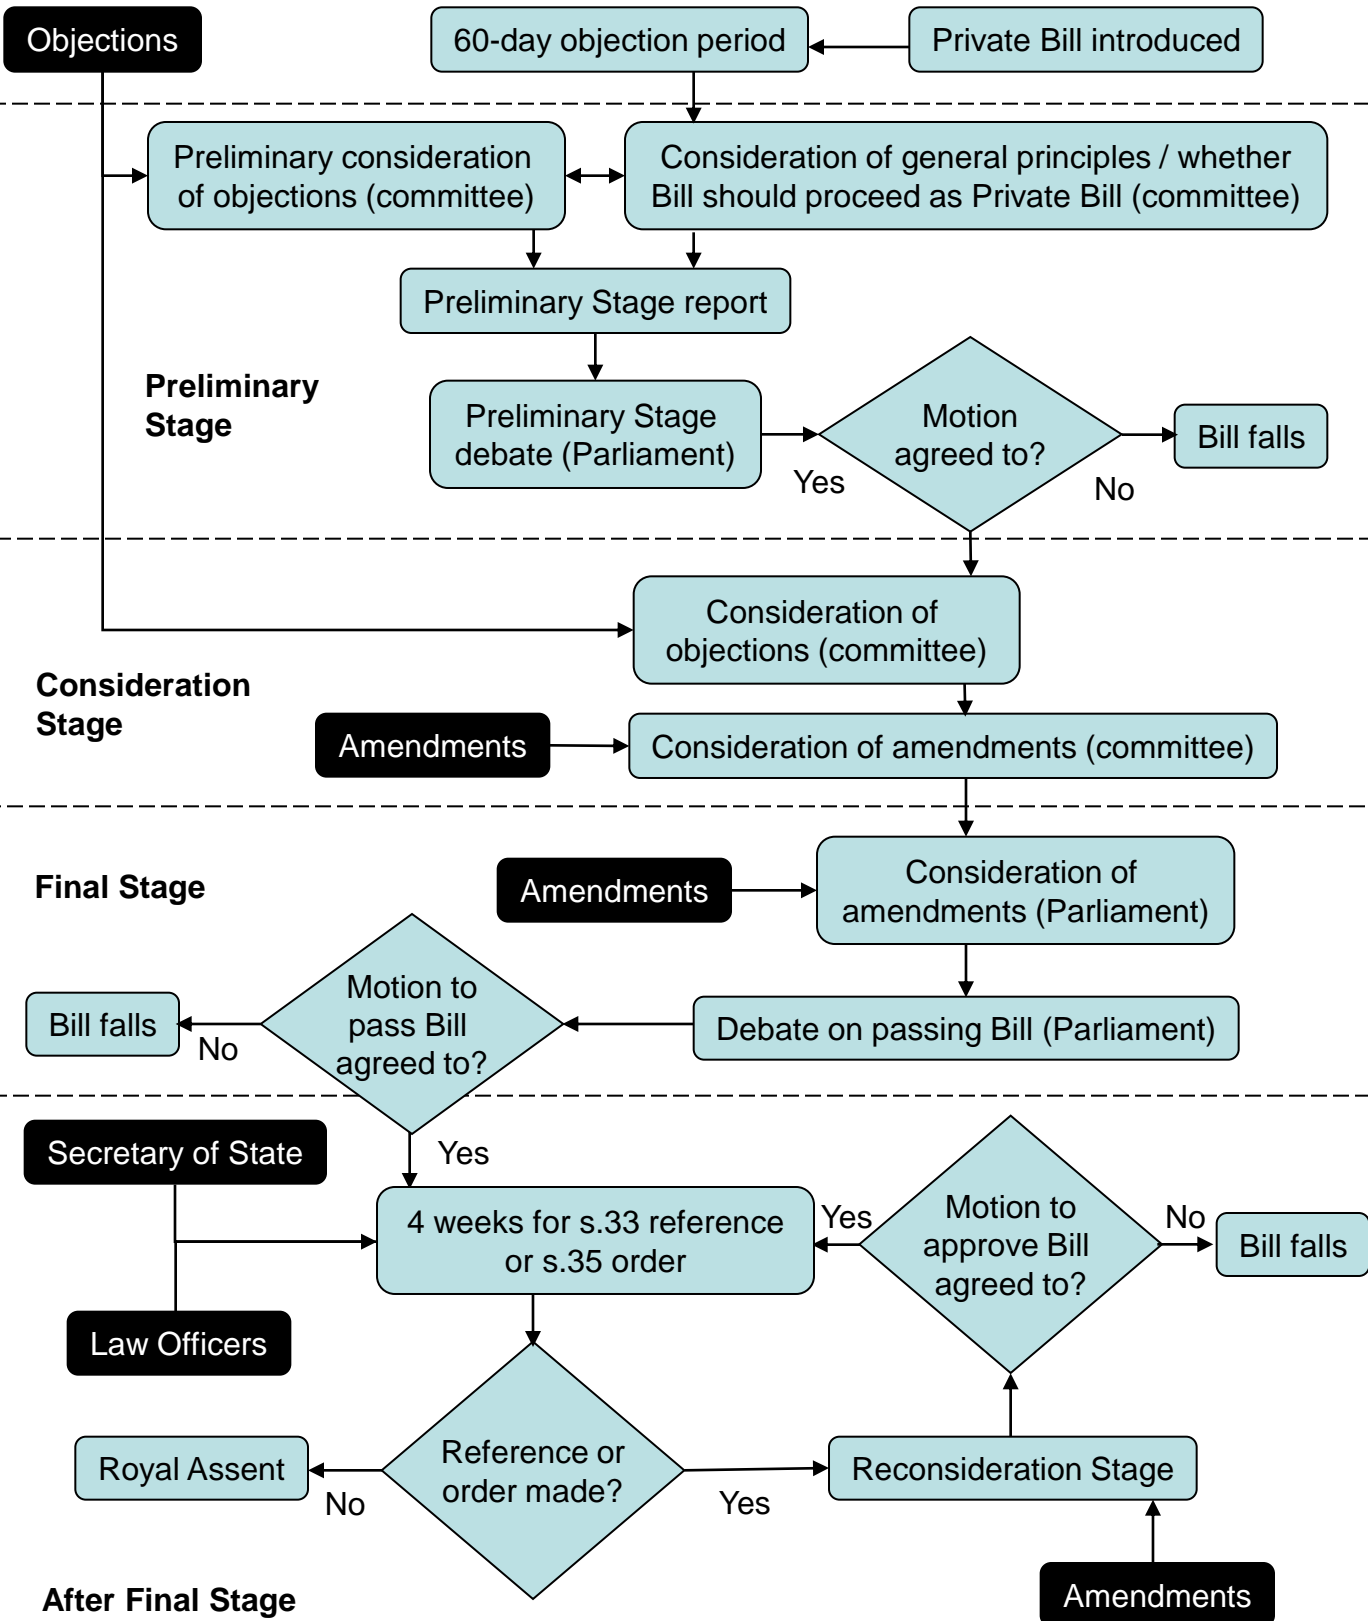 Objections
60-day objection period
Private Bill introduced
Preliminary consideration
of objections (committee)
Consideration of general principles / whether
Bill should proceed as Private Bill (committee)
Preliminary Stage report
Preliminary
Stage
Preliminary Stage
debate (Parliament)
Motion
agreed to?
Bill falls
Yes
No
Consideration of
objections (committee)
Consideration
Stage
Amendments
Consideration of amendments (committee)
Final Stage
Amendments
Consideration of
amendments (Parliament)
Motion to
pass Bill
agreed to?
Bill falls
No
Debate on passing Bill (Parliament)
Secretary of State
Yes
4 weeks for s.33 reference
or s.35 order
Yes
Motion to
approve Bill
agreed to?
No
Bill falls
Law Officers
Royal Assent
No
Reference or
order made?
Yes
Reconsideration Stage
After Final Stage
Amendments